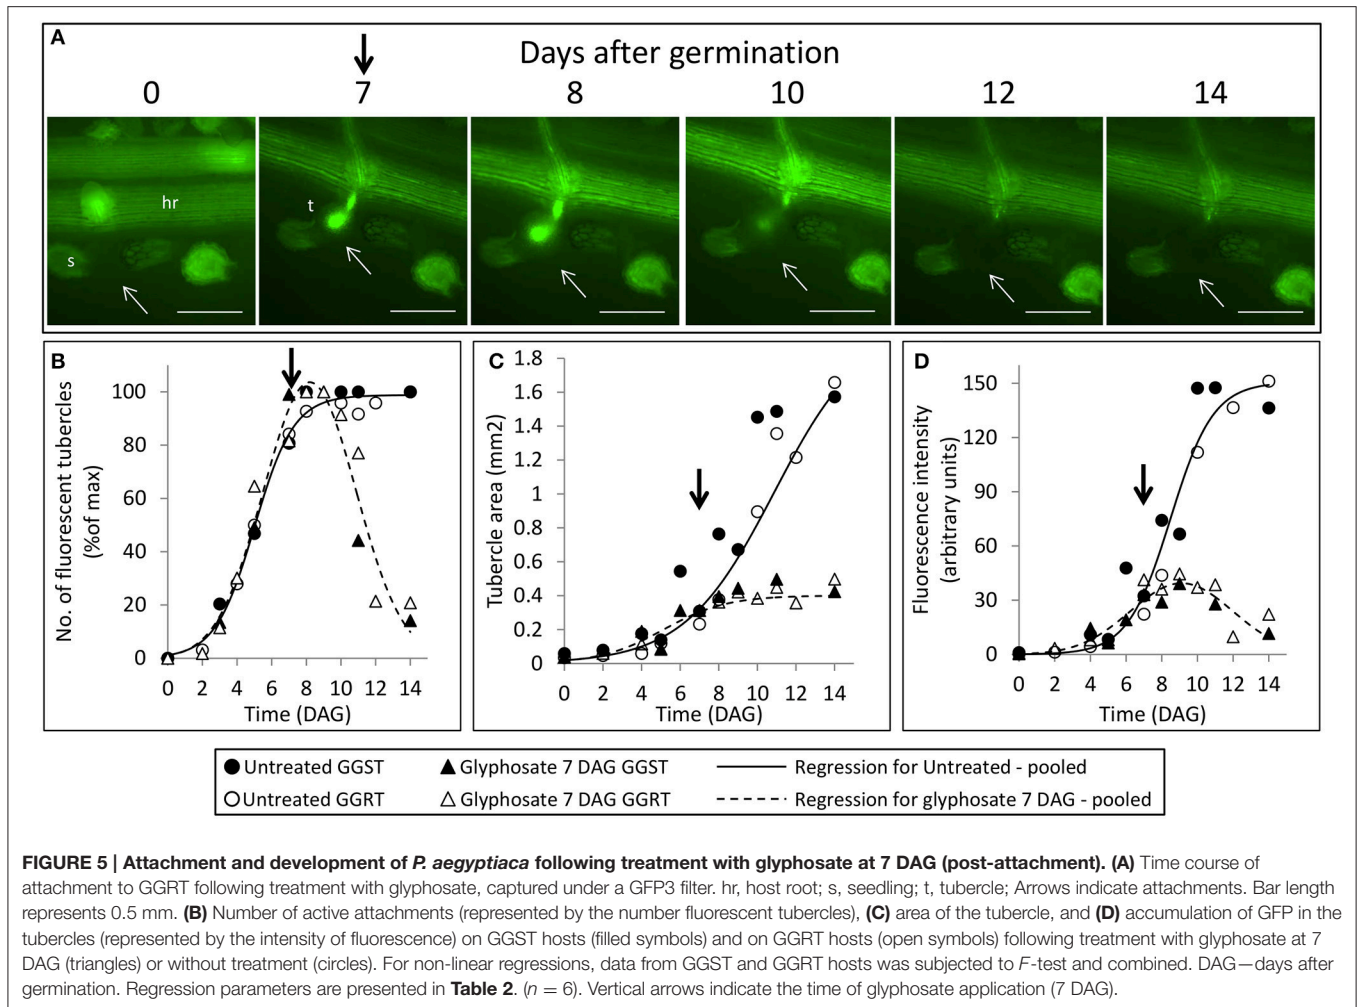 A
Days after germination
0 7 8 10 12 14
hr
s
t
B
No. of fluorescent tubercles
(%of max)
100
80
60
40
20
0
0 2 4 6 8 10 12 14
Time (DAG)
C
Tubercle area (mm2)
1.8
1.6
1.4
1.2
1
0.8
0.6
0.4
0.2
0
0 2 4 6 8 10 12 14
Time (DAG)
D
Fluorescence intensity
(arbitrary units)
150
120
90
60
30
0
0 2 4 6 8 10 12 14
Time (DAG)
Untreated GGST Glyphosate 7 DAG GGST Regression for Untreated - pooled
Untreated GGRT Glyphosate 7 DAG GGRT Regression for glyphosate 7 DAG - pooled
FIGURE 5 | Attachment and development of P. aegyptiaca following treatment with glyphosate at 7 DAG (post-attachment). (A) Time course of
attachment to GGRT following treatment with glyphosate, captured under a GFP3 filter. hr, host root; s, seedling; t, tubercle; Arrows indicate attachments. Bar length
represents 0.5 mm. (B) Number of active attachments (represented by the number fluorescent tubercles), (C) area of the tubercle, and (D) accumulation of GFP in the
tubercles (represented by the intensity of fluorescence) on GGST hosts (filled symbols) and on GGRT hosts (open symbols) following treatment with glyphosate at 7
DAG (triangles) or without treatment (circles). For non-linear regressions, data from GGST and GGRT hosts was subjected to F-test and combined. DAG—days after
germination. Regression parameters are presented in Table 2. (n = 6). Vertical arrows indicate the time of glyphosate application (7 DAG).